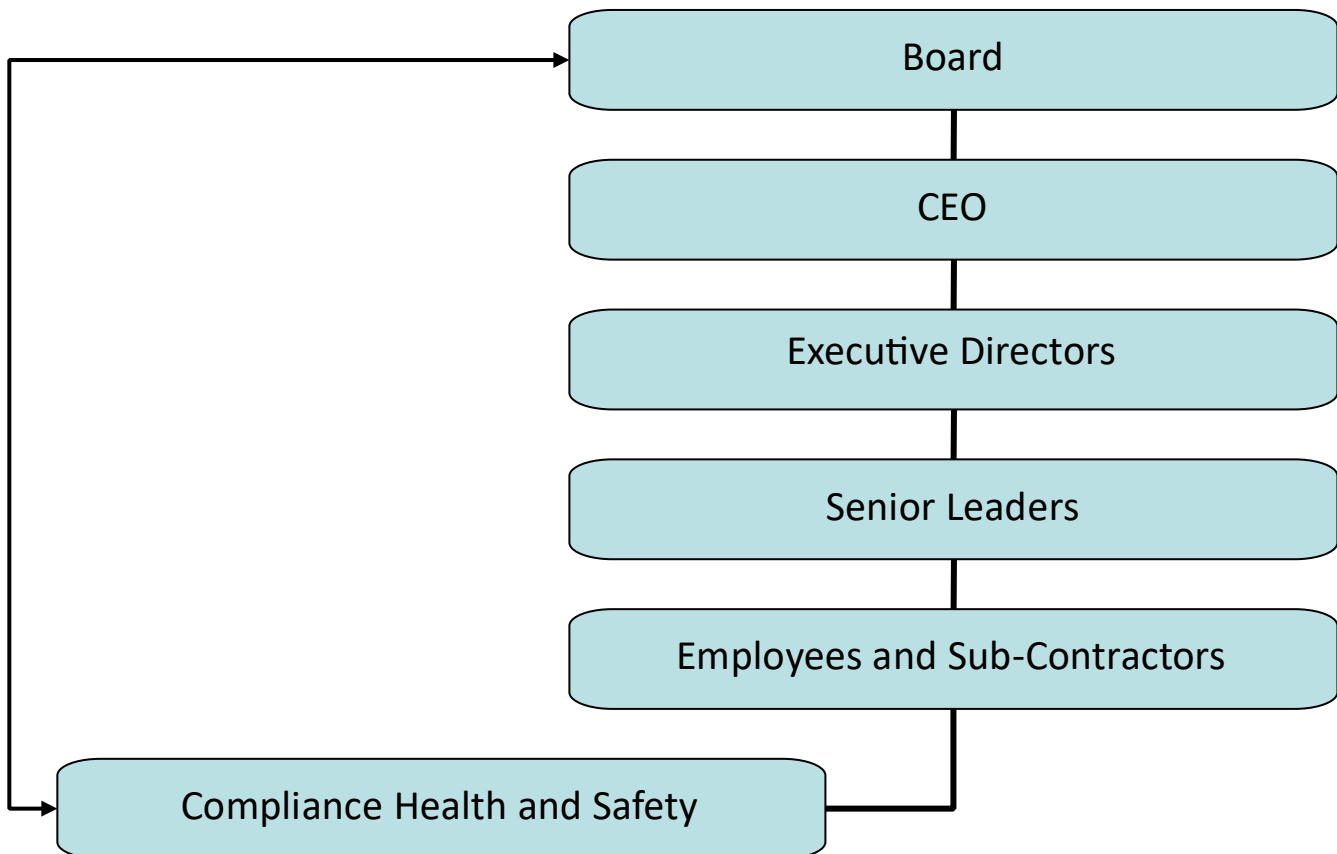 Board
CEO
Executive Directors
Senior Leaders
Employees and Sub-Contractors
Compliance Health and Safety